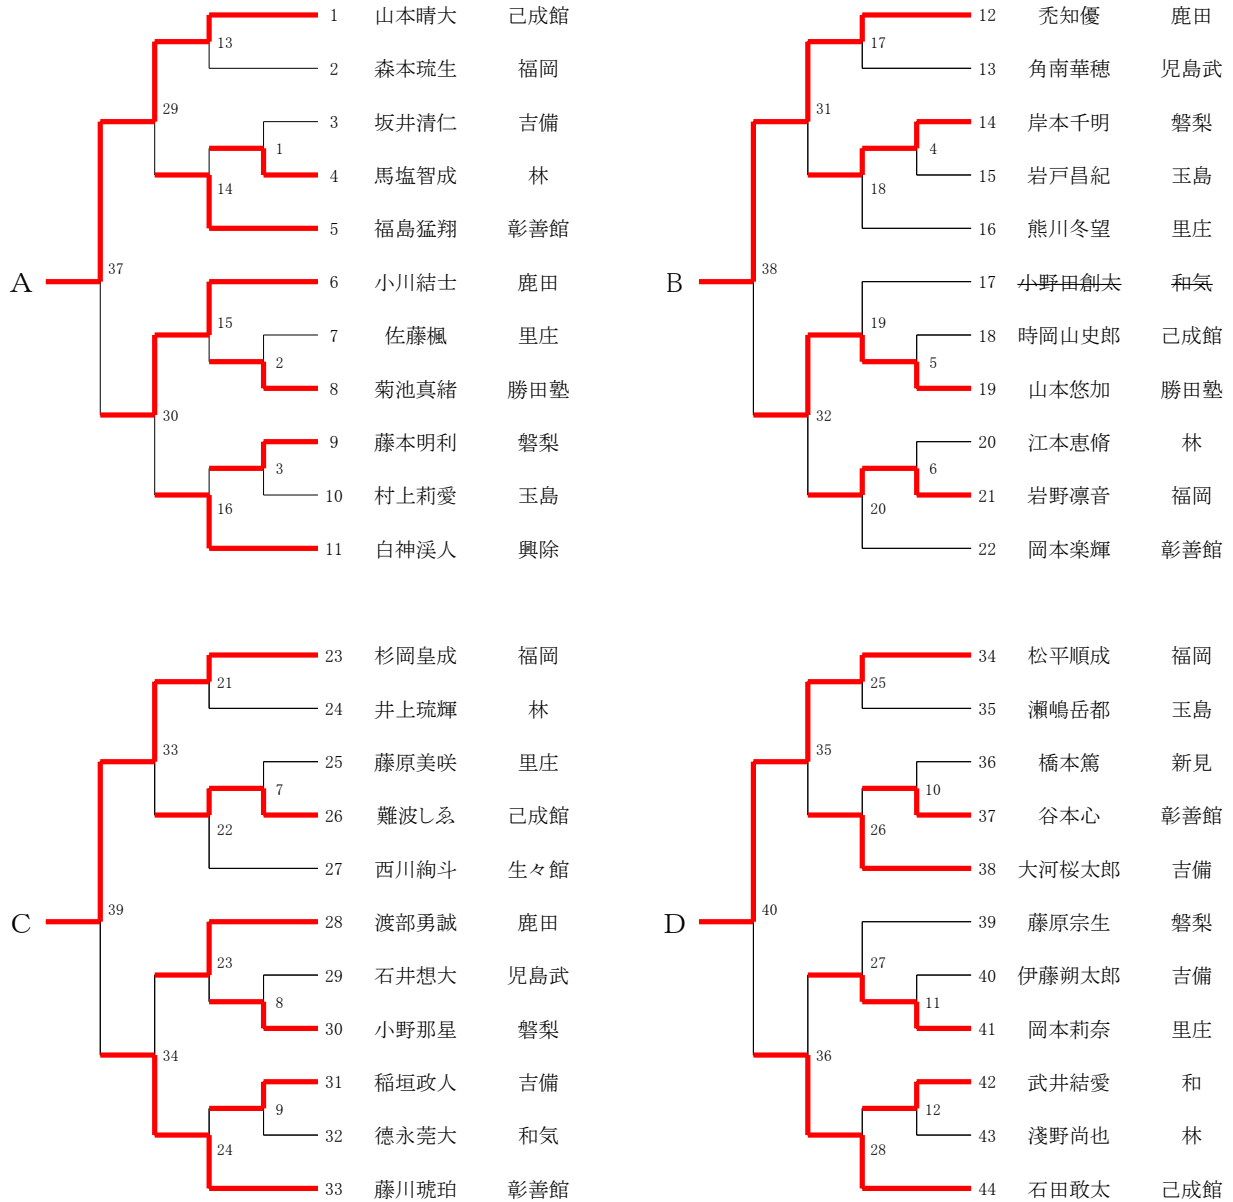 A
1 山本晴大 己成館
13
2 森本琉生 福岡
29
3 坂井清仁 吉備
1
4 馬塩智成 林
14
5 福島猛翔 彰善館
37
6 小川結士 鹿田
15
7 佐藤楓 里庄
2
8 菊池真緒 勝田塾
30
9 藤本明利 磐梨
3
10 村上莉愛 玉島
16
11 白神渓人 興除
B
12 禿知優 鹿田
17
13 角南華穂 児島武
31
14 岸本千明 磐梨
4
15 岩戸昌紀 玉島
18
16 熊川冬望 里庄
38
17 小野田創太 和気
19
18 時岡山史郎 己成館
5
19 山本悠加 勝田塾
32
20 江本恵脩 林
6
21 岩野凛音 福岡
20
22 岡本楽輝 彰善館
C
23 杉岡皇成 福岡
21
24 井上琉輝 林
33
25 藤原美咲 里庄
7
26 難波しゑ 己成館
22
27 西川絢斗 生々館
39
28 渡部勇誠 鹿田
23
29 石井想大 児島武
8
30 小野那星 磐梨
34
31 稲垣政人 吉備
9
32 德永莞大 和気
24
33 藤川琥珀 彰善館
D
34 松平順成 福岡
25
35 瀨嶋岳都 玉島
35
36 橋本篤 新見
10
37 谷本心 彰善館
26
38 大河桜太郎 吉備
40
39 藤原宗生 磐梨
27
40 伊藤朔太郎 吉備
11
41 岡本莉奈 里庄
36
42 武井結愛 和
12
43 淺野尚也 林
28
44 石田敢太 己成館